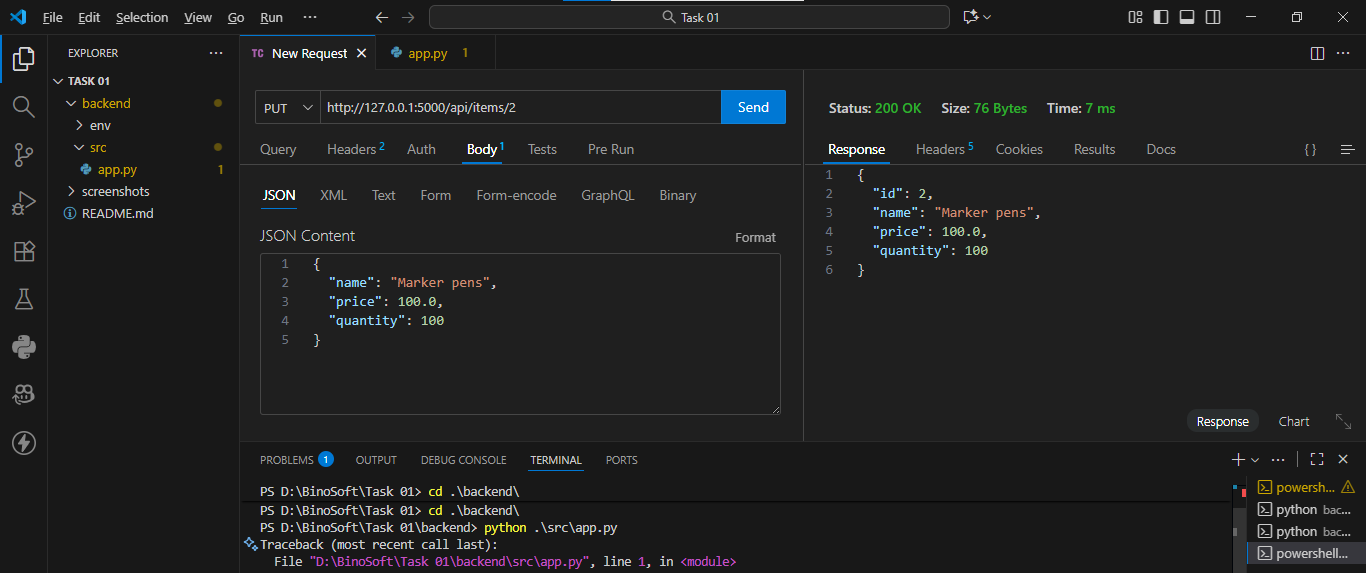 File Edit Selection View Go Run ··· Task 01
EXPLORER ···
TASK 01
backend
env
src
app.py 1
screenshots
README.md
TC New Request app.py 1
PUT http://127.0.0.1:5000/api/items/2 Send
Query Headers 2 Auth Body 1 Tests Pre Run
JSON XML Text Form Form-encode GraphQL Binary
JSON Content Format
1 {
2 "name": "Marker pens",
3 "price": 100.0,
4 "quantity": 100
5 }
Status: 200 OK Size: 76 Bytes Time: 7 ms
Response Headers 5 Cookies Results Docs { }
1 {
2 "id": 2,
3 "name": "Marker pens",
4 "price": 100.0,
5 "quantity": 100
6 }
Response Chart
PROBLEMS 1 OUTPUT DEBUG CONSOLE TERMINAL PORTS
PS D:\BinoSoft\Task 01> cd .\backend\
PS D:\BinoSoft\Task 01> cd .\backend\
PS D:\BinoSoft\Task 01\backend> python .\src\app.py
Traceback (most recent call last):
File "D:\BinoSoft\Task 01\backend\src\app.py", line 1, in <module>
powersh...
python bac...
python bac...
powershell...